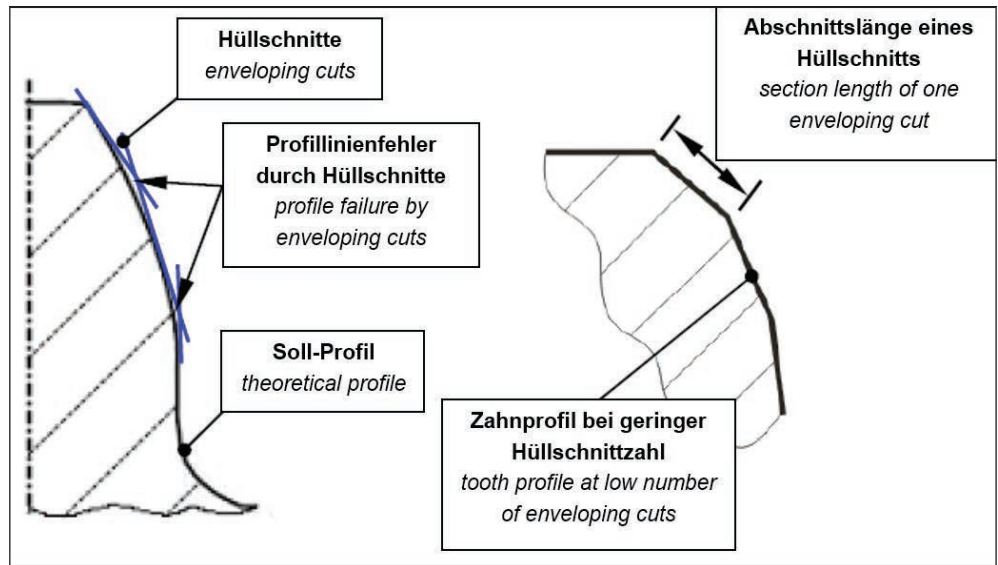 Hüllschnitte
enveloping cuts
Profillinienfehler
durch Hüllschnitte
profile failure by
enveloping cuts
Soll-Profil
theoretical profile
Abschnittslänge eines
Hüllschnitts
section length of one
enveloping cut
Zahnprofil bei geringer
Hüllschnittzahl
tooth profile at low number
of enveloping cuts